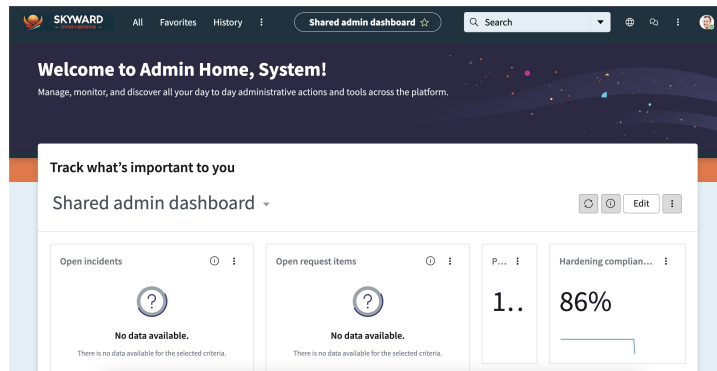 SKYWARD
INNOVATIONS
All Favorites History
Shared admin dashboard
Search
Welcome to Admin Home, System!
Manage, monitor, and discover all your day to day administrative actions and tools across the platform.
Track what's important to you
Shared admin dashboard
Edit
Open incidents
?
No data available.
There is no data available for the selected criteria.
Open request items
?
No data available.
There is no data available for the selected criteria.
P...
1..
Hardening complian...
86%